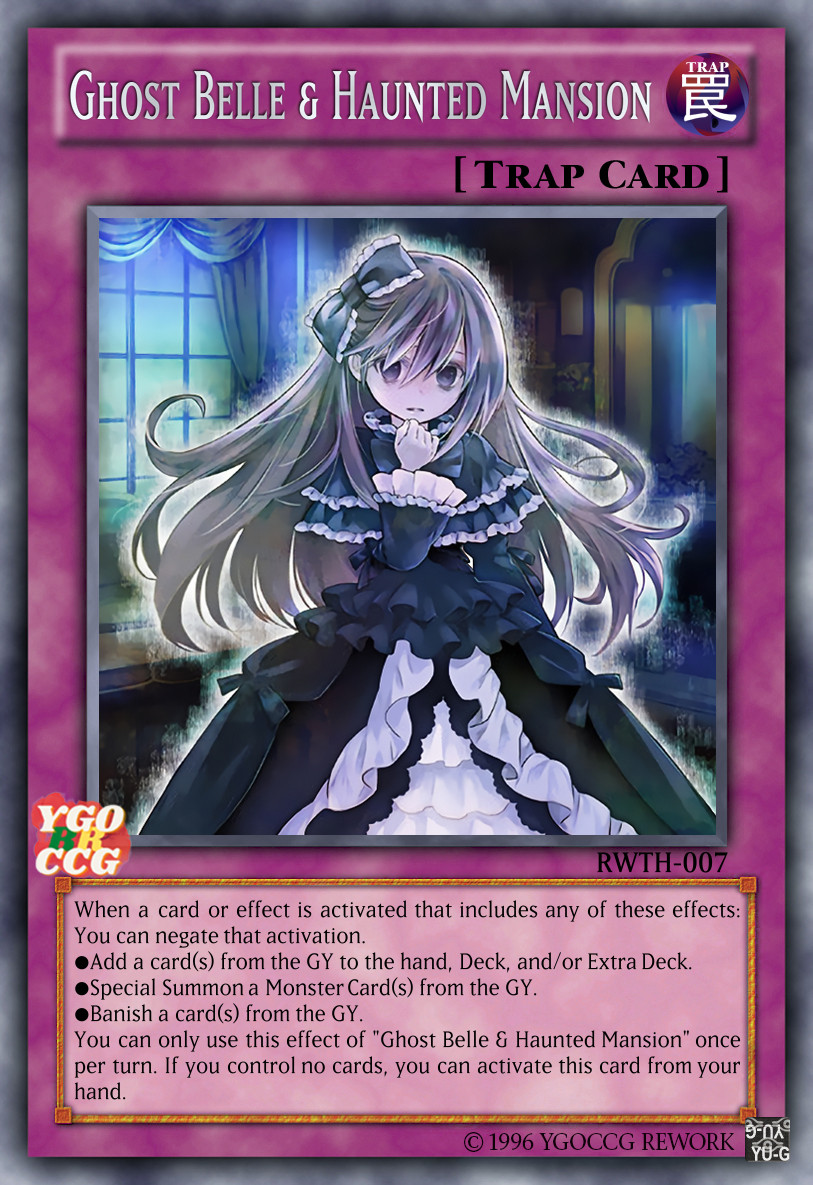 GHOST BELLE & HAUNTED MANSION
TRAP
罠
[TRAP CARD]
YGO
RR
CCG
RWTH-007
When a card or effect is activated that includes any of these effects:
You can negate that activation.
●Add a card(s) from the GY to the hand, Deck, and/or Extra Deck.
●Special Summon a Monster Card(s) from the GY.
●Banish a card(s) from the GY.
You can only use this effect of "Ghost Belle & Haunted Mansion" once
per turn. If you control no cards, you can activate this card from your
hand.
© 1996 YGOCCG REWORK
YU-G